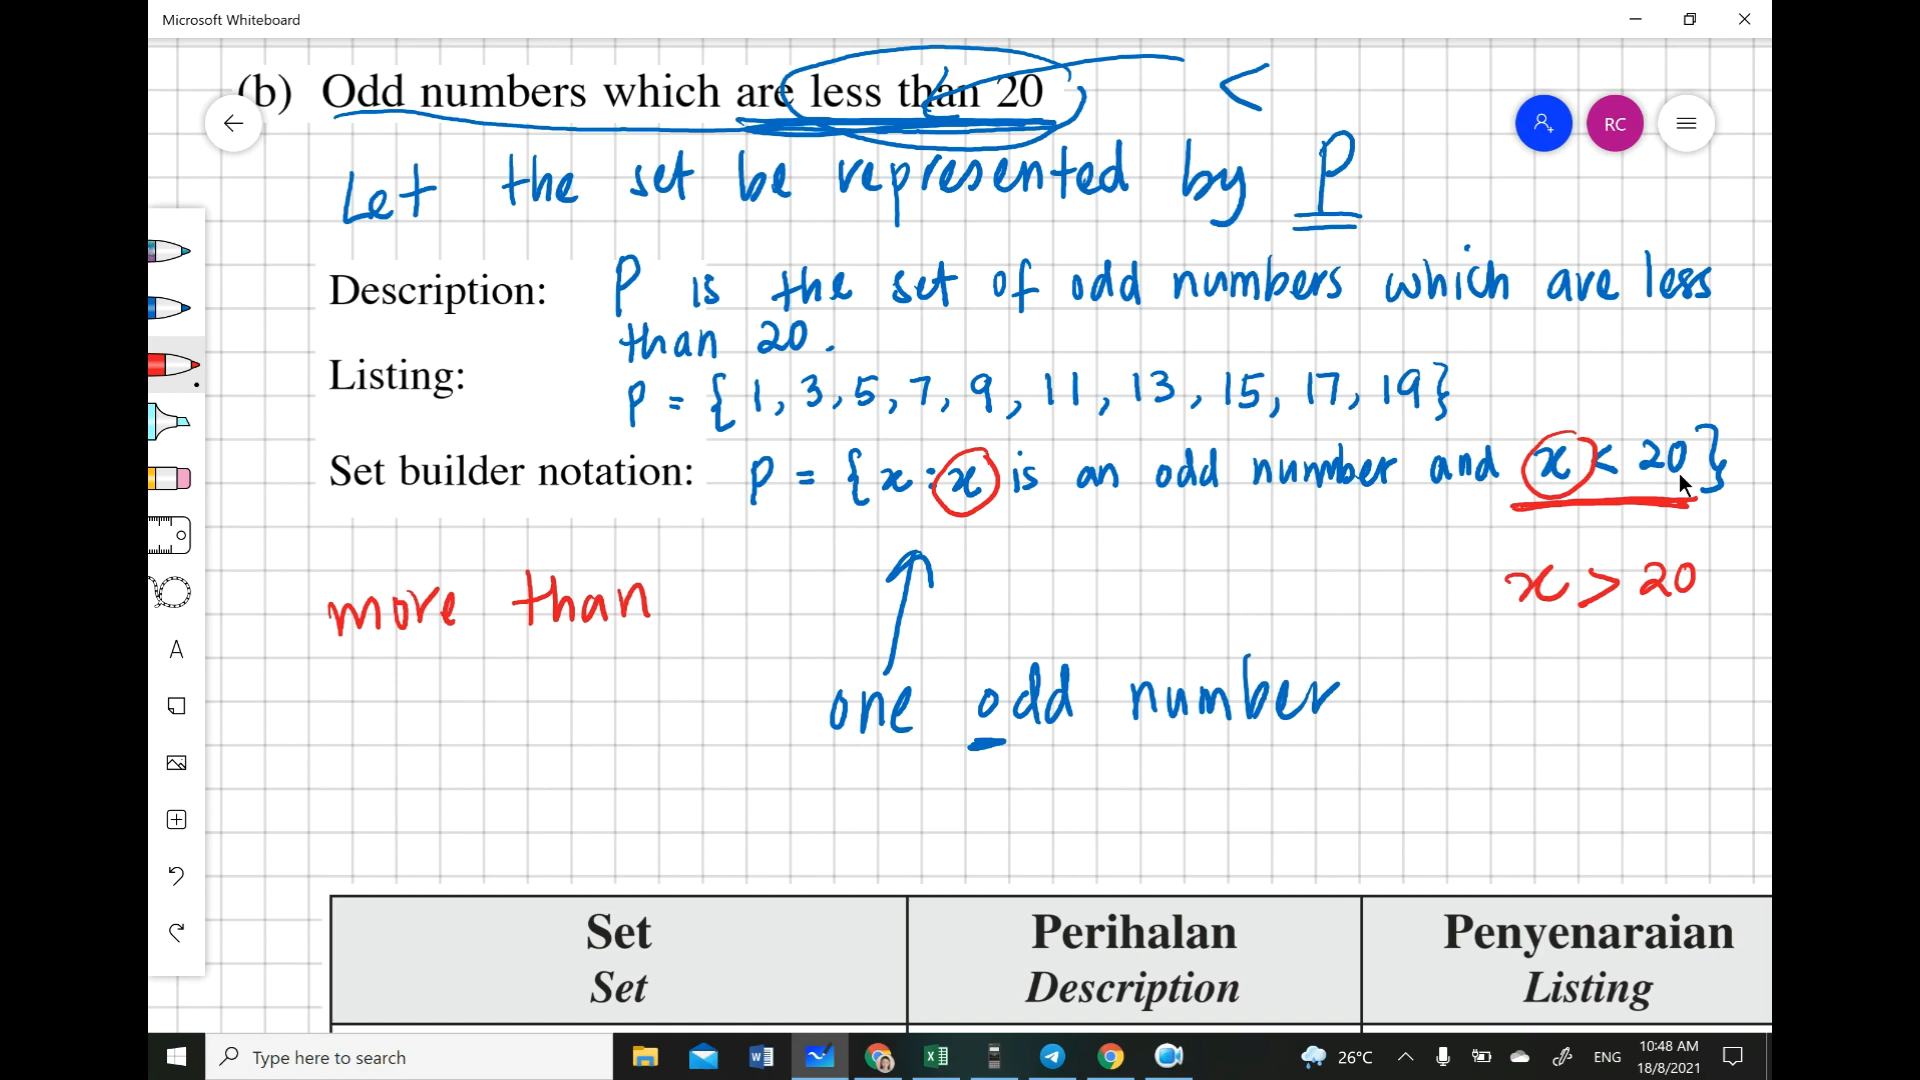 Microsoft Whiteboard
(b) Odd numbers which are less than 20 <
RC
Let the set be represented by P
Description: P is the set of odd numbers which are less
than 20.
Listing:
P = {1, 3, 5, 7, 9, 11, 13, 15, 17, 19}
Set builder notation: P = {x : x is an odd number and x < 20}
more than
x > 20
one odd number
A
Set Perihalan Penyenaraian
Set Description Listing
Type here to search
26°C
ENG
10:48 AM
18/8/2021